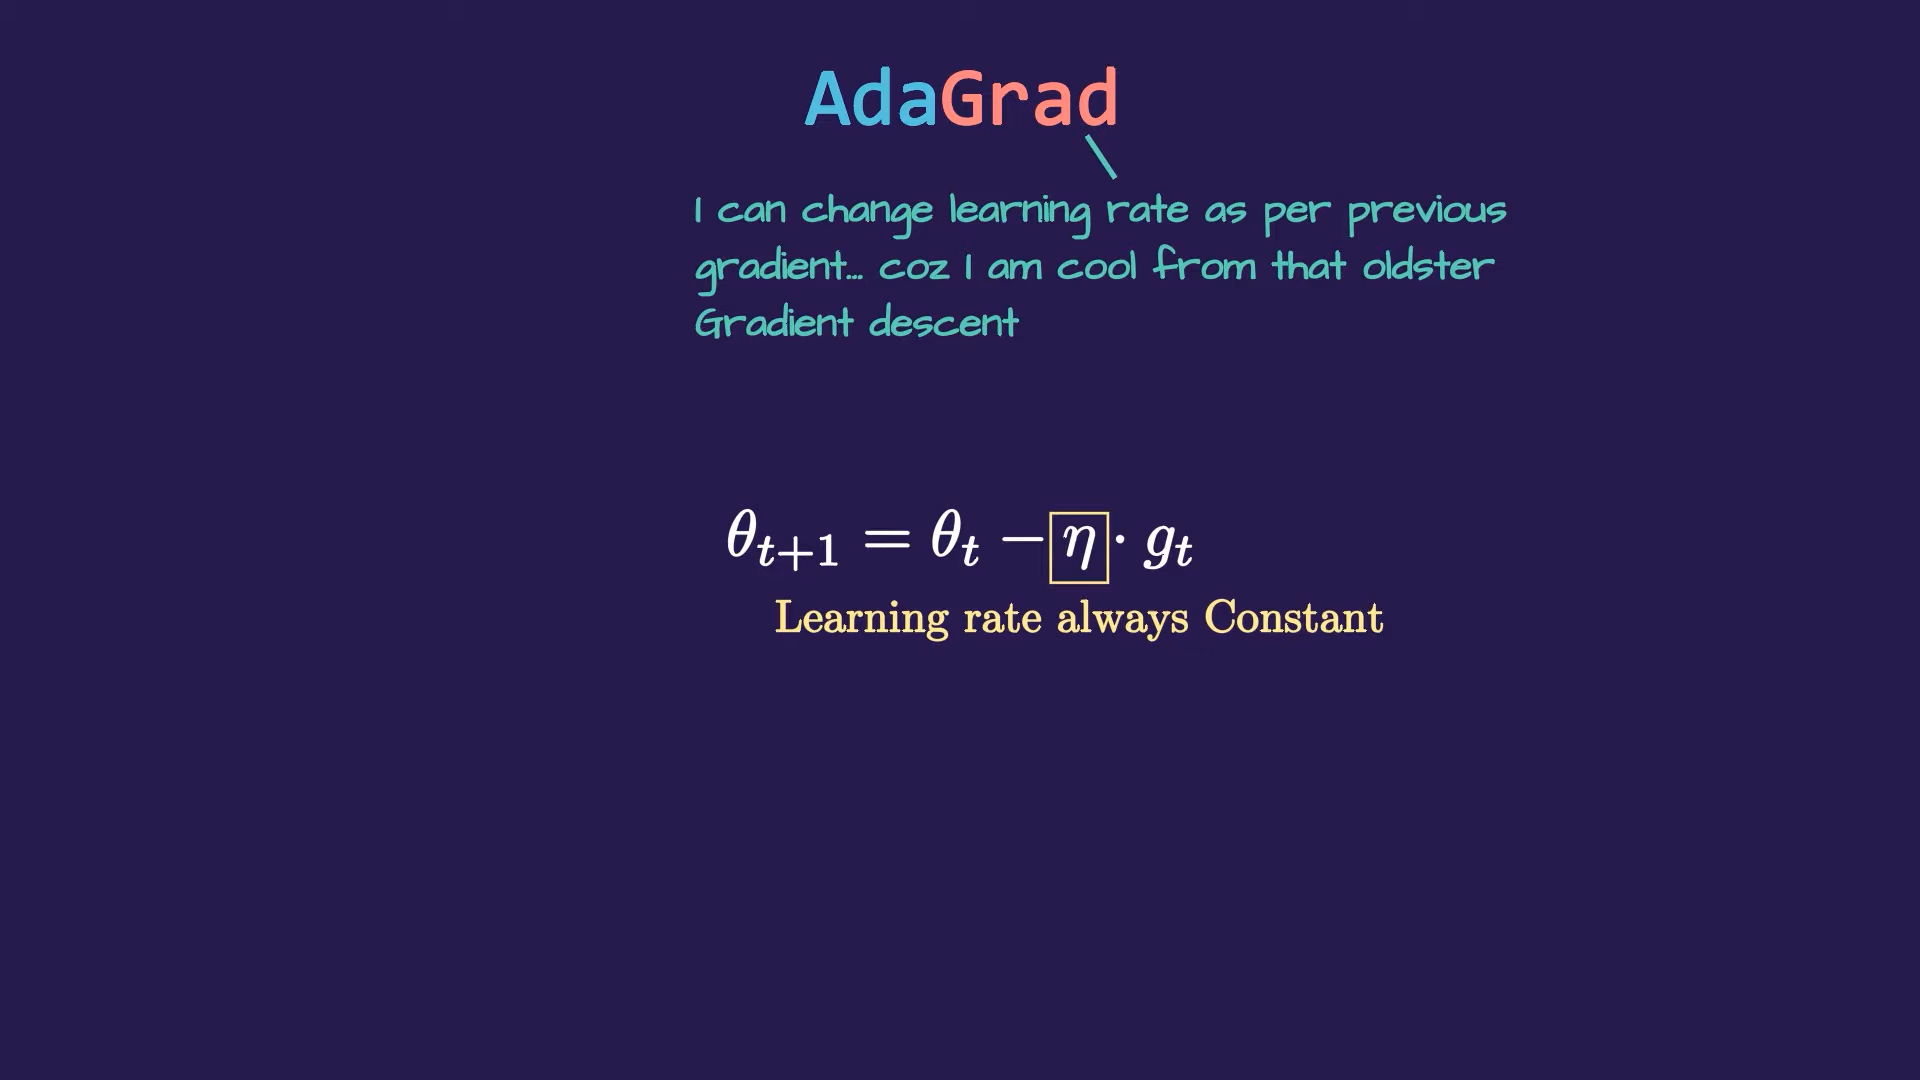 AdaGrad
I can change learning rate as per previous
gradient... coz I am cool from that oldster
Gradient descent
θ_{t+1} = θ_t − η · g_t
Learning rate always Constant